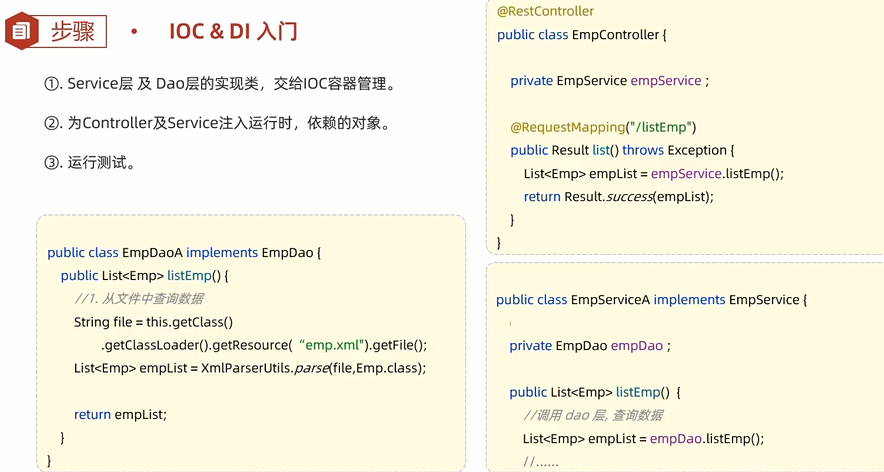 步骤 • IOC & DI 入门
①. Service层 及 Dao层的实现类，交给IOC容器管理。
②. 为Controller及Service注入运行时，依赖的对象。
③. 运行测试。
public class EmpDaoA implements EmpDao {
public List<Emp> listEmp() {
//1. 从文件中查询数据
String file = this.getClass()
.getClassLoader().getResource( “emp.xml").getFile();
List<Emp> empList = XmlParserUtils.parse(file,Emp.class);
return empList;
}
}
@RestController
public class EmpController {
private EmpService empService ;
@RequestMapping("/listEmp")
public Result list() throws Exception {
List<Emp> empList = empService.listEmp();
return Result.success(empList);
}
}
public class EmpServiceA implements EmpService {
private EmpDao empDao ;
public List<Emp> listEmp() {
//调用 dao 层, 查询数据
List<Emp> empList = empDao.listEmp();
//......